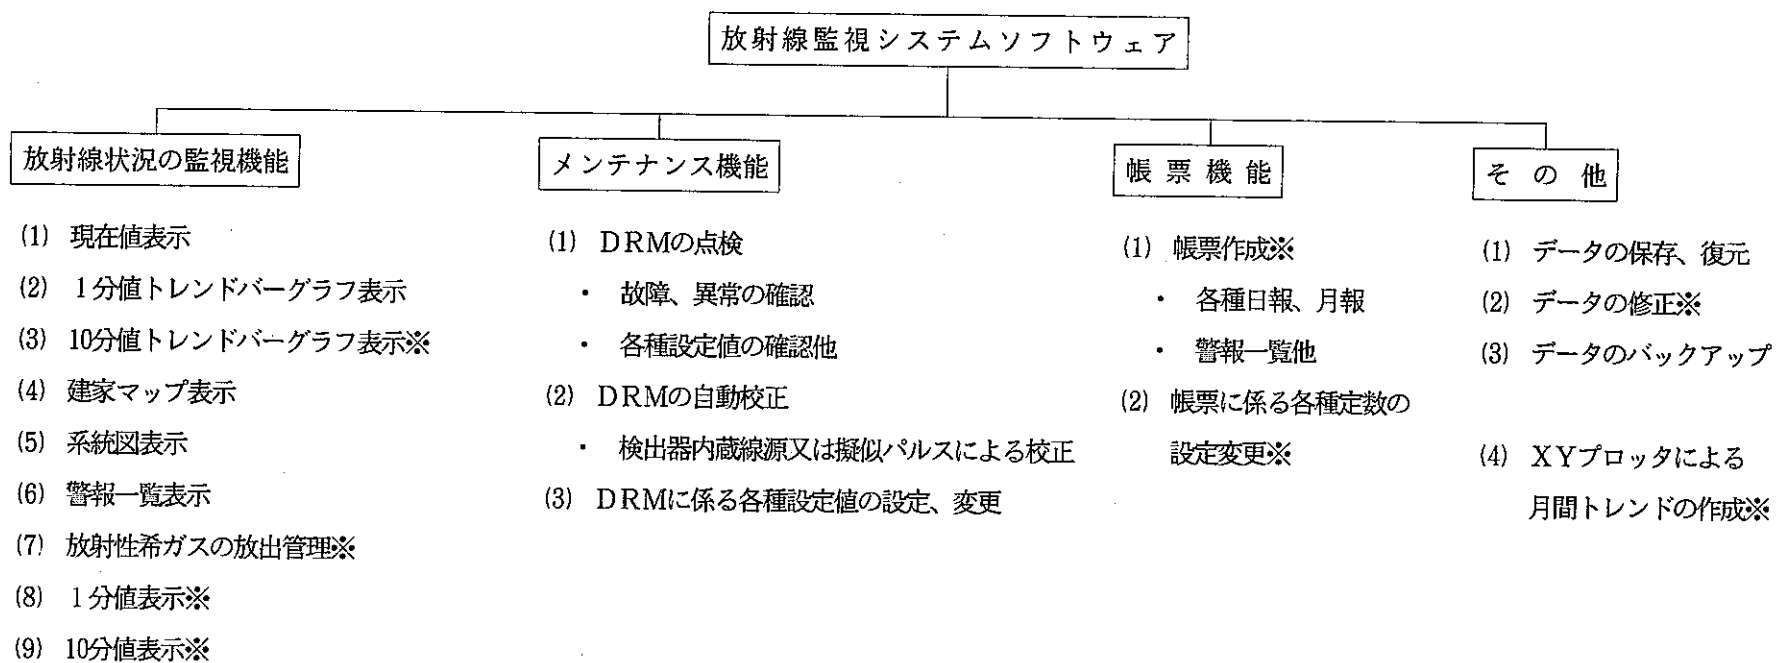 放射線監視システムソフトウェア
放射線状況の監視機能
(1) 現在値表示
(2) 1分値トレンドバーグラフ表示
(3) 10分値トレンドバーグラフ表示※
(4) 建家マップ表示
(5) 系統図表示
(6) 警報一覧表示
(7) 放射性希ガスの放出管理※
(8) 1分値表示※
(9) 10分値表示※
メンテナンス機能
(1) DRMの点検
・ 故障、異常の確認
・ 各種設定値の確認他
(2) DRMの自動校正
・ 検出器内蔵線源又は擬似パルスによる校正
(3) DRMに係る各種設定値の設定、変更
帳票機能
(1) 帳票作成※
・ 各種日報、月報
・ 警報一覧他
(2) 帳票に係る各種定数の
設定変更※
その他
(1) データの保存、復元
(2) データの修正※
(3) データのバックアップ
(4) XYプロッタによる
月間トレンドの作成※